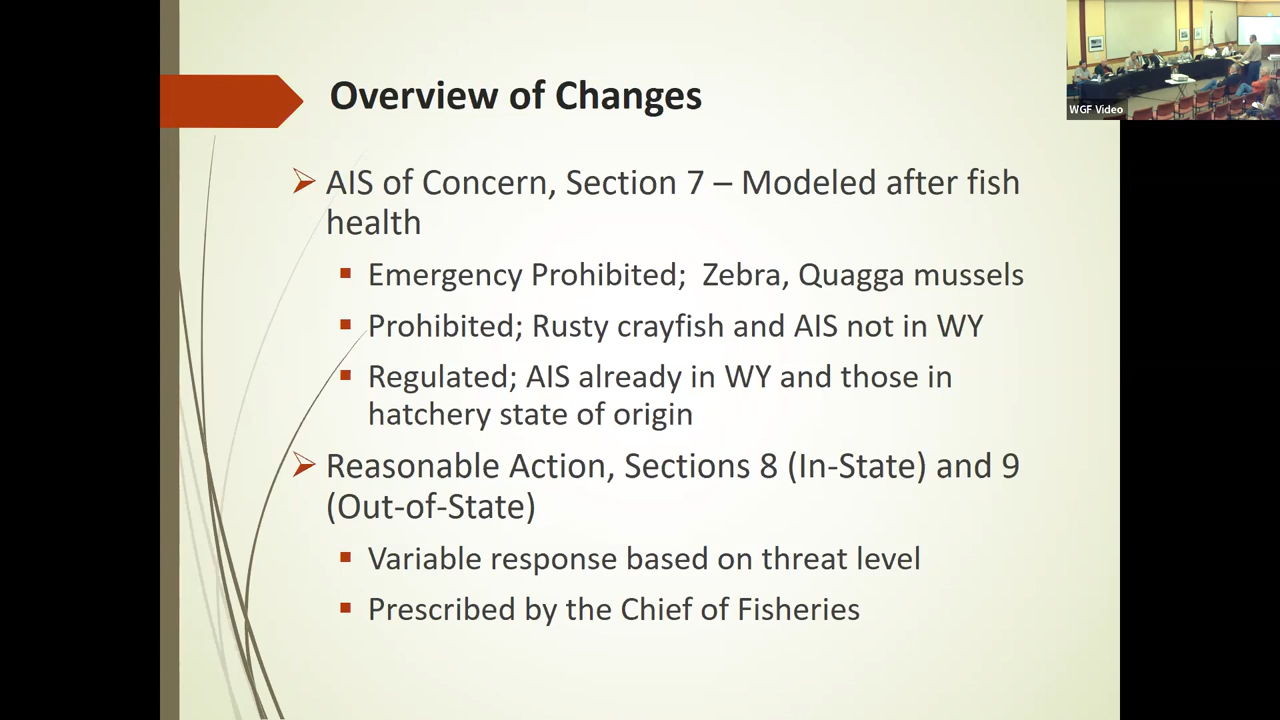 Overview of Changes
WGF Video
AIS of Concern, Section 7 – Modeled after fish
health
Emergency Prohibited;  Zebra, Quagga mussels
Prohibited; Rusty crayfish and AIS not in WY
Regulated; AIS already in WY and those in
hatchery state of origin
Reasonable Action, Sections 8 (In-State) and 9
(Out-of-State)
Variable response based on threat level
Prescribed by the Chief of Fisheries